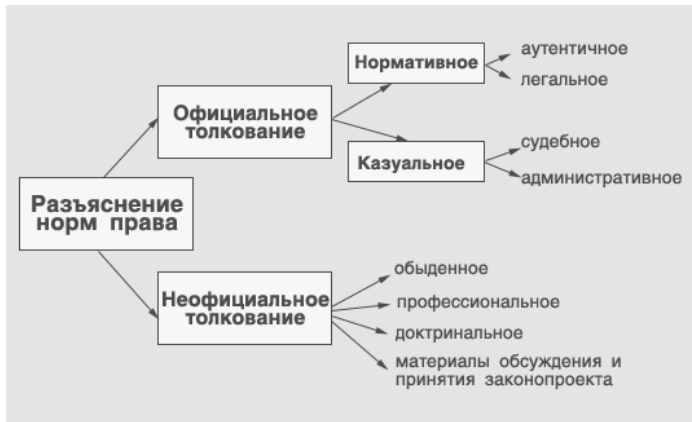 Нормативное
аутентичное
легальное
Официальное
толкование
Казуальное
судебное
административное
Разъяснение
норм права
Неофициальное
толкование
обыденное
профессиональное
доктринальное
материалы обсуждения и
принятия законопроекта